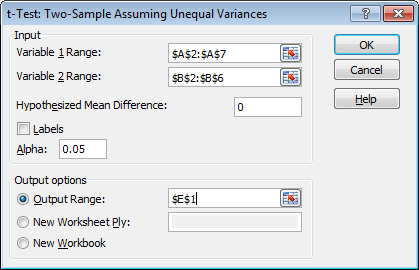 t-Test: Two-Sample Assuming Unequal Variances
Input
Variable 1 Range: $A$2:$A$7
Variable 2 Range: $B$2:$B$6
Hypothesized Mean Difference: 0
Labels
Alpha: 0.05
Output options
Output Range: $E$1
New Worksheet Ply:
New Workbook
OK
Cancel
Help